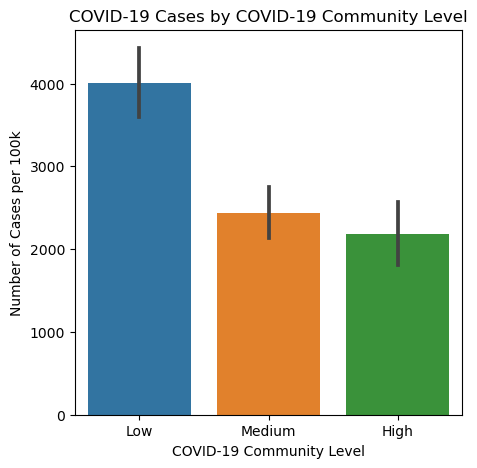 COVID-19 Cases by COVID-19 Community Level
Number of Cases per 100k
4000
3000
2000
1000
0
Low Medium High
COVID-19 Community Level